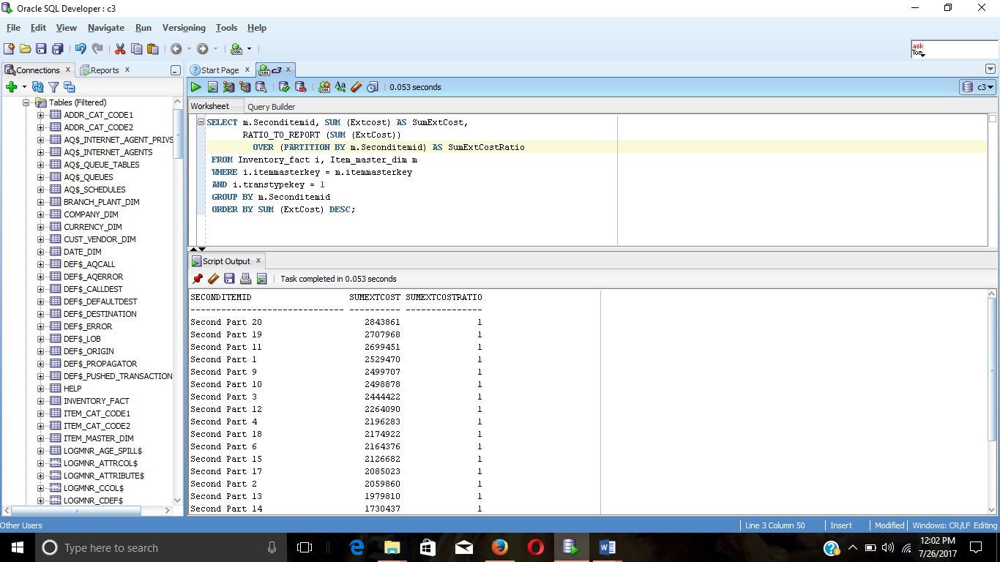 Oracle SQL Developer : c3
File Edit View Navigate Run Versioning Tools Help
ask
Tom
Connections x Reports x
Start Page x c3 x
0.053 seconds
c3
Worksheet Query Builder
Tables (Filtered)
ADDR_CAT_CODE1
ADDR_CAT_CODE2
AQ$_INTERNET_AGENT_PRIVS
AQ$_INTERNET_AGENTS
AQ$_QUEUE_TABLES
AQ$_QUEUES
AQ$_SCHEDULES
BRANCH_PLANT_DIM
COMPANY_DIM
CURRENCY_DIM
CUST_VENDOR_DIM
DATE_DIM
DEF$_AQCALL
DEF$_AQERROR
DEF$_CALLDEST
DEF$_DEFAULTDEST
DEF$_DESTINATION
DEF$_ERROR
DEF$_LOB
DEF$_ORIGIN
DEF$_PROPAGATOR
DEF$_PUSHED_TRANSACTION
HELP
INVENTORY_FACT
ITEM_CAT_CODE1
ITEM_CAT_CODE2
ITEM_MASTER_DIM
LOGMNR_AGE_SPILL$
LOGMNR_ATTRCOL$
LOGMNR_ATTRIBUTE$
LOGMNR_CCOL$
LOGMNR_CDEF$
SELECT m.Seconditemid, SUM (Extcost) AS SumExtCost,
RATIO_TO_REPORT (SUM (ExtCost))
OVER (PARTITION BY m.Seconditemid) AS SumExtCostRatio
FROM Inventory_fact i, Item_master_dim m
WHERE i.itemmasterkey = m.itemmasterkey
AND i.transtypekey = 1
GROUP BY m.Seconditemid
ORDER BY SUM (ExtCost) DESC;
Script Output x
Task completed in 0.053 seconds
SECONDITEMID SUMEXTCOST SUMEXTCOSTRATIO
------------------------------ ---------- ---------------
Second Part 20 2843861 1
Second Part 19 2707968 1
Second Part 11 2699451 1
Second Part 1 2529470 1
Second Part 9 2499707 1
Second Part 10 2498878 1
Second Part 3 2444422 1
Second Part 12 2264090 1
Second Part 4 2196283 1
Second Part 18 2174922 1
Second Part 6 2164376 1
Second Part 15 2126682 1
Second Part 17 2085023 1
Second Part 2 2059860 1
Second Part 13 1979810 1
Second Part 14 1730437 1
Other Users
Line 3 Column 50 Insert Modified Windows: CR/LF Editing
Type here to search
12:02 PM
7/26/2017